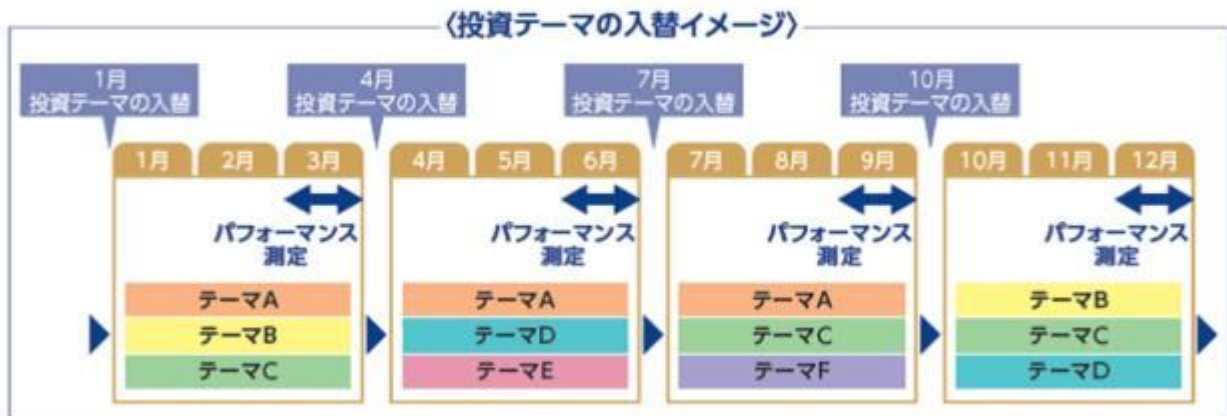 〈投資テーマの入替イメージ〉
1月
投資テーマの入替
4月
投資テーマの入替
7月
投資テーマの入替
10月
投資テーマの入替
1月 2月 3月
パフォーマンス
測定
テーマA
テーマB
テーマC
4月 5月 6月
パフォーマンス
測定
テーマA
テーマD
テーマE
7月 8月 9月
パフォーマンス
測定
テーマA
テーマC
テーマF
10月 11月 12月
パフォーマンス
測定
テーマB
テーマC
テーマD